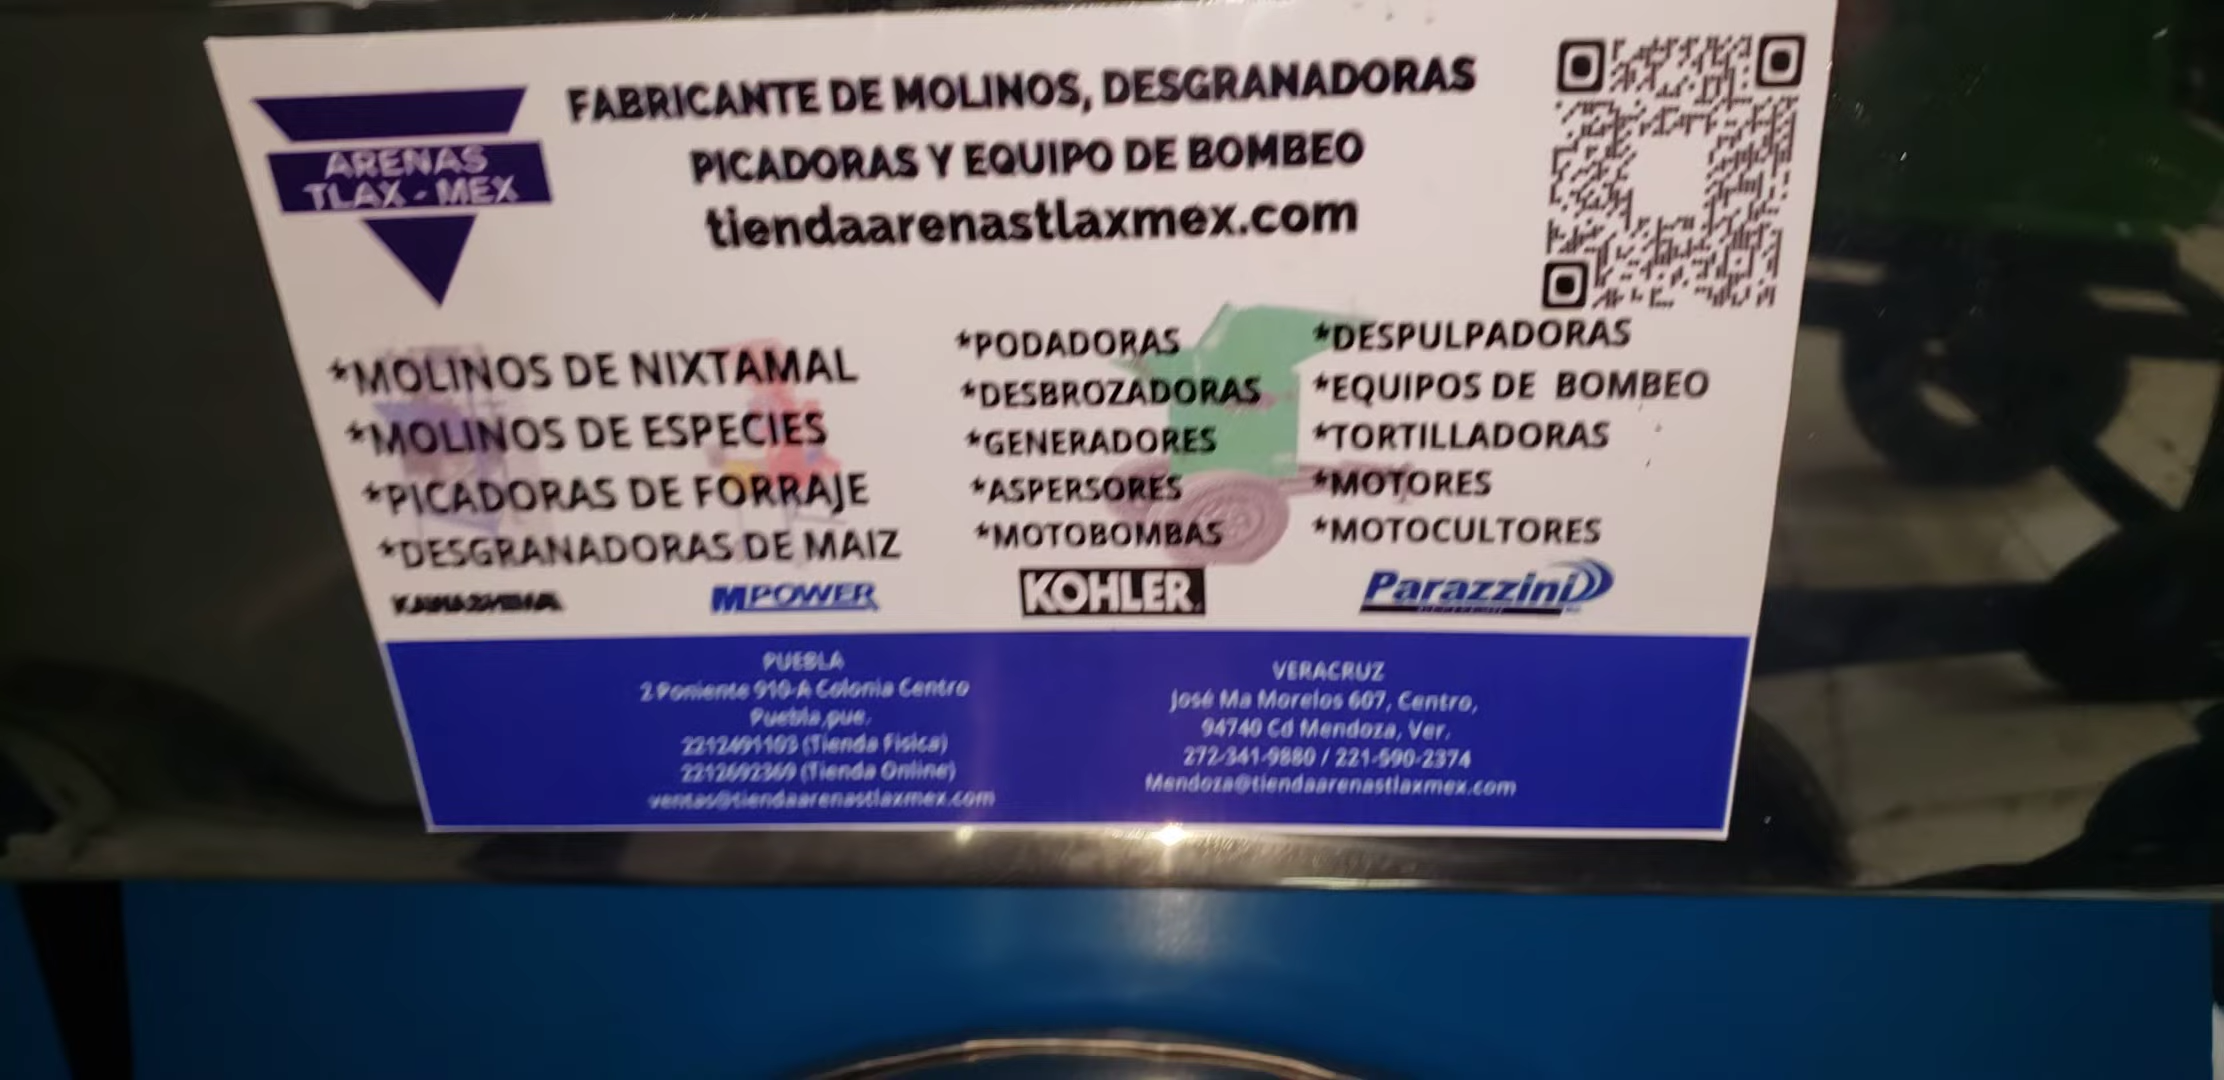 ARENAS
TLAX - MEX
FABRICANTE DE MOLINOS, DESGRANADORAS
PICADORAS Y EQUIPO DE BOMBEO
tiendaarenastlaxmex.com
*MOLINOS DE NIXTAMAL
*MOLINOS DE ESPECIES
*PICADORAS DE FORRAJE
*DESGRANADORAS DE MAIZ
*PODADORAS
*DESBROZADORAS
*GENERADORES
*ASPERSORES
*MOTOBOMBAS
*DESPULPADORAS
*EQUIPOS DE BOMBEO
*TORTILLADORAS
*MOTORES
*MOTOCULTORES
KAWASHIMA
MPOWER
KOHLER
Parazzini
PUEBLA
2 Poniente 910-A Colonia Centro
Puebla,pue.
2212491103 (Tienda Fisica)
2212692369 (Tienda Online)
ventas@tiendaarenastlaxmex.com
VERACRUZ
José Ma Morelos 607, Centro,
94740 Cd Mendoza, Ver.
272-341-9880 / 221-590-2374
Mendoza@tiendaarenastlaxmex.com